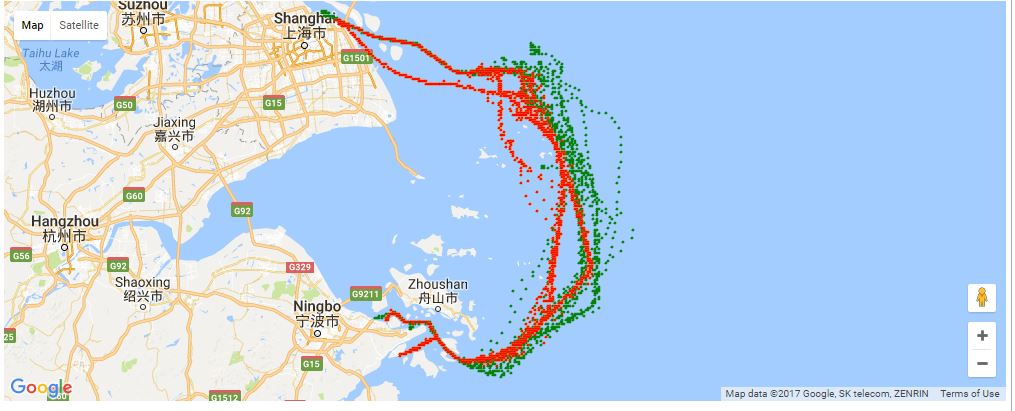 Suzhou
苏州市
Map Satellite
Shanghai
上海市
Taihu Lake
太湖
G1501
Huzhou
湖州市
G50
G15
Jiaxing
嘉兴市
G60
G92
Hangzhou
杭州市
G56
G92
G329
Shaoxing
绍兴市
G9211
Zhoushan
舟山市
Ningbo
宁波市
25
G15
Google
G60
G1512
Map data ©2017 Google, SK telecom, ZENRIN Terms of Use